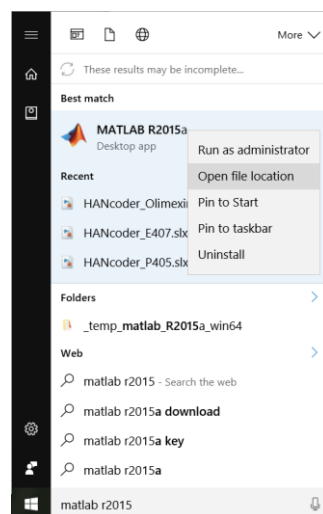 More
These results may be incomplete...
Best match
MATLAB R2015a
Desktop app
Run as administrator
Open file location
Pin to Start
Pin to taskbar
Uninstall
Recent
HANcoder_Olimexi
HANcoder_E407.slx
HANcoder_P405.slx
Folders
_temp_matlab_R2015a_win64
Web
matlab r2015 - Search the web
matlab r2015a download
matlab r2015a key
matlab r2015a
matlab r2015